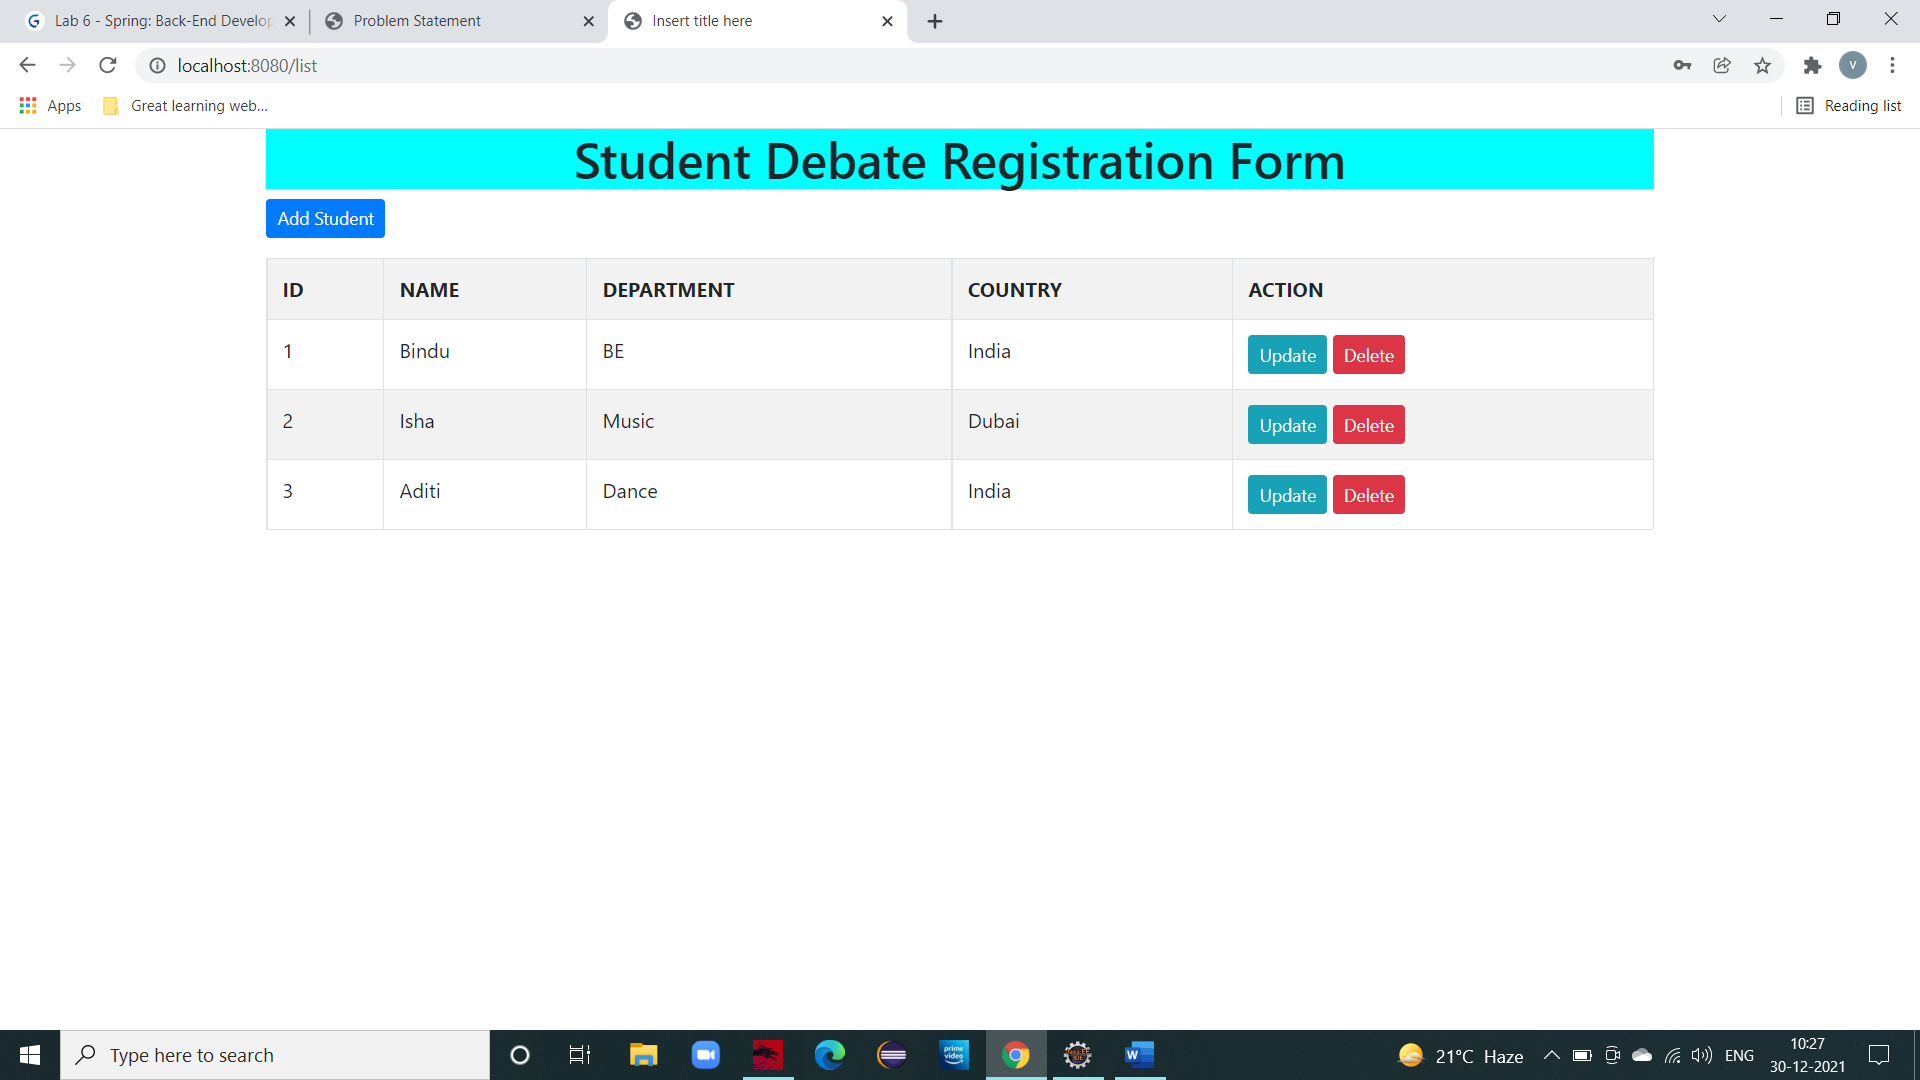 Lab 6 - Spring: Back-End Develop
Problem Statement
Insert title here
localhost:8080/list
V
Apps
Great learning web...
Reading list
Student Debate Registration Form
Add Student
ID NAME DEPARTMENT COUNTRY ACTION
1 Bindu BE India Update Delete
2 Isha Music Dubai Update Delete
3 Aditi Dance India Update Delete
Type here to search
prime video
W
21°C Haze
ENG
10:27
30-12-2021